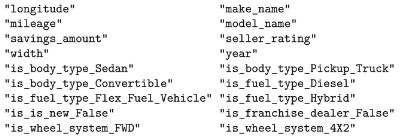 "longitude" "make_name"
"mileage" "model_name"
"savings_amount" "seller_rating"
"width" "year"
"is_body_type_Sedan" "is_body_type_Pickup_Truck"
"is_body_type_Convertible" "is_fuel_type_Diesel"
"is_fuel_type_Flex_Fuel_Vehicle" "is_fuel_type_Hybrid"
"is_is_new_False" "is_franchise_dealer_False"
"is_wheel_system_FWD" "is_wheel_system_4X2"